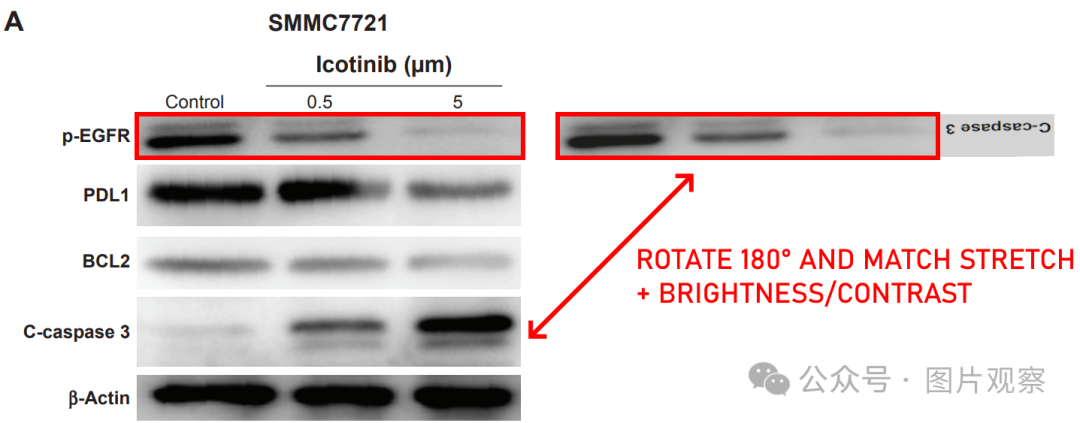 A
SMMC7721
Icotinib (µm)
Control 0.5 5
p-EGFR
C-caspase 3
PDL1
BCL2
ROTATE 180° AND MATCH STRETCH
+ BRIGHTNESS/CONTRAST
C-caspase 3
β-Actin
公众号 · 图片观察